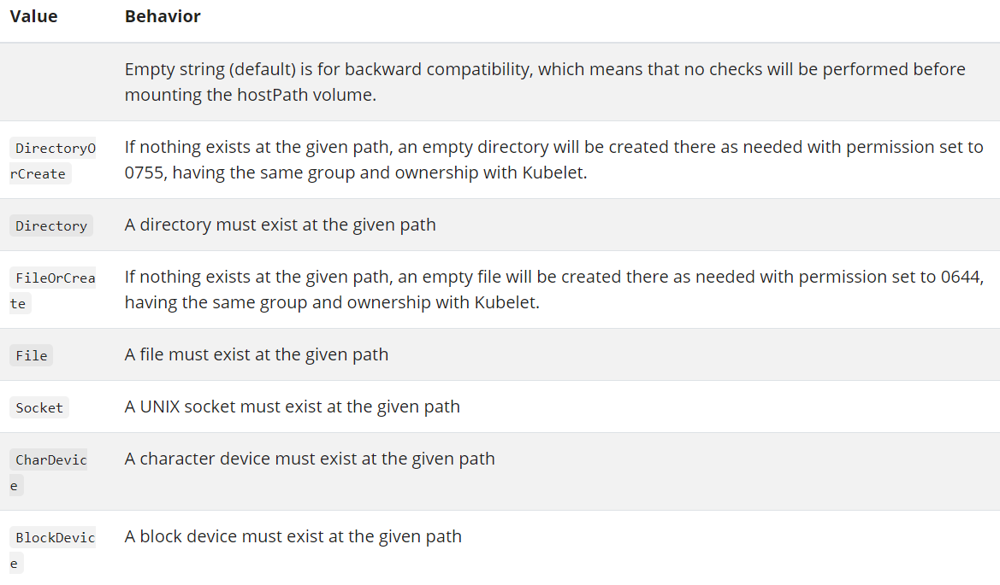 Value Behavior
Empty string (default) is for backward compatibility, which means that no checks will be performed before
mounting the hostPath volume.
DirectoryO If nothing exists at the given path, an empty directory will be created there as needed with permission set to
rCreate 0755, having the same group and ownership with Kubelet.
Directory A directory must exist at the given path
FileOrCrea If nothing exists at the given path, an empty file will be created there as needed with permission set to 0644,
te having the same group and ownership with Kubelet.
File A file must exist at the given path
Socket A UNIX socket must exist at the given path
CharDevic A character device must exist at the given path
e
BlockDevic A block device must exist at the given path
e